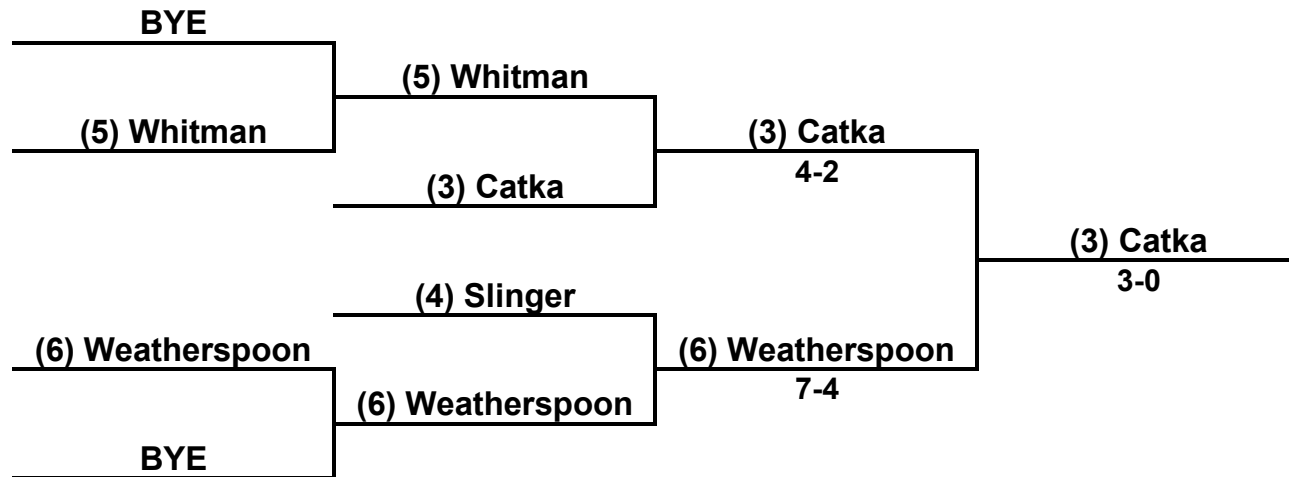 BYE
(5) Whitman
(5) Whitman
(3) Catka
(3) Catka
4-2
(3) Catka
3-0
(4) Slinger
(6) Weatherspoon
(6) Weatherspoon
7-4
(6) Weatherspoon
BYE